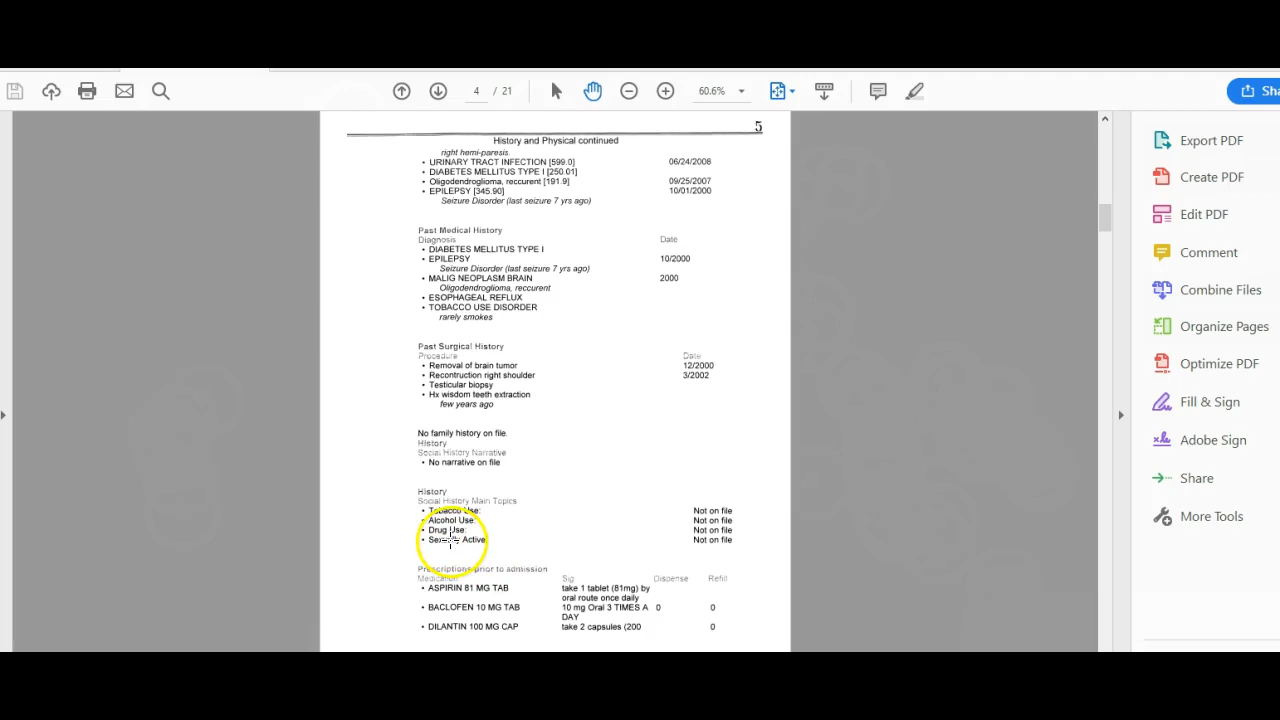 4 / 21
60.6%
Sha
5
History and Physical continued
right hemi-paresis.
• URINARY TRACT INFECTION [599.0] 06/24/2008
• DIABETES MELLITUS TYPE I [250.01]
• Oligodendroglioma, reccurent [191.9] 09/25/2007
• EPILEPSY [345.90] 10/01/2000
Seizure Disorder (last seizure 7 yrs ago)
Past Medical History
Diagnosis Date
• DIABETES MELLITUS TYPE I
• EPILEPSY 10/2000
Seizure Disorder (last seizure 7 yrs ago)
• MALIG NEOPLASM BRAIN 2000
Oligodendroglioma, reccurent
• ESOPHAGEAL REFLUX
• TOBACCO USE DISORDER
rarely smokes
Past Surgical History
Procedure Date
• Removal of brain tumor 12/2000
• Recontruction right shoulder 3/2002
• Testicular biopsy
• Hx wisdom teeth extraction
few years ago
No family history on file.
History
Social History Narrative
• No narrative on file
History
Social History Main Topics
• Tobacco Use: Not on file
• Alcohol Use: Not on file
• Drug Use: Not on file
• Active: Not on file
Prescriptions prior to admission
Medication Sig Dispense Refill
• ASPIRIN 81 MG TAB take 1 tablet (81mg) by
oral route once daily
• BACLOFEN 10 MG TAB 10 mg Oral 3 TIMES A 0 0
DAY
• DILANTIN 100 MG CAP take 2 capsules (200 0
Export PDF
Create PDF
Edit PDF
Comment
Combine Files
Organize Pages
Optimize PDF
Fill & Sign
Adobe Sign
Share
More Tools